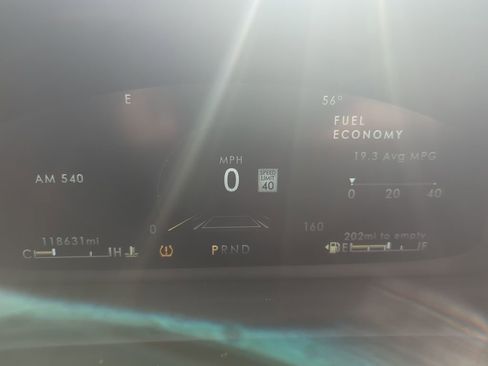 E
56°
FUEL
ECONOMY
19.3 Avg MPG
MPH
AM 540
0
SPEED
LIMIT
40
0 20 40
0
160
118631mi
202mi to empty
C H
PRND
E F